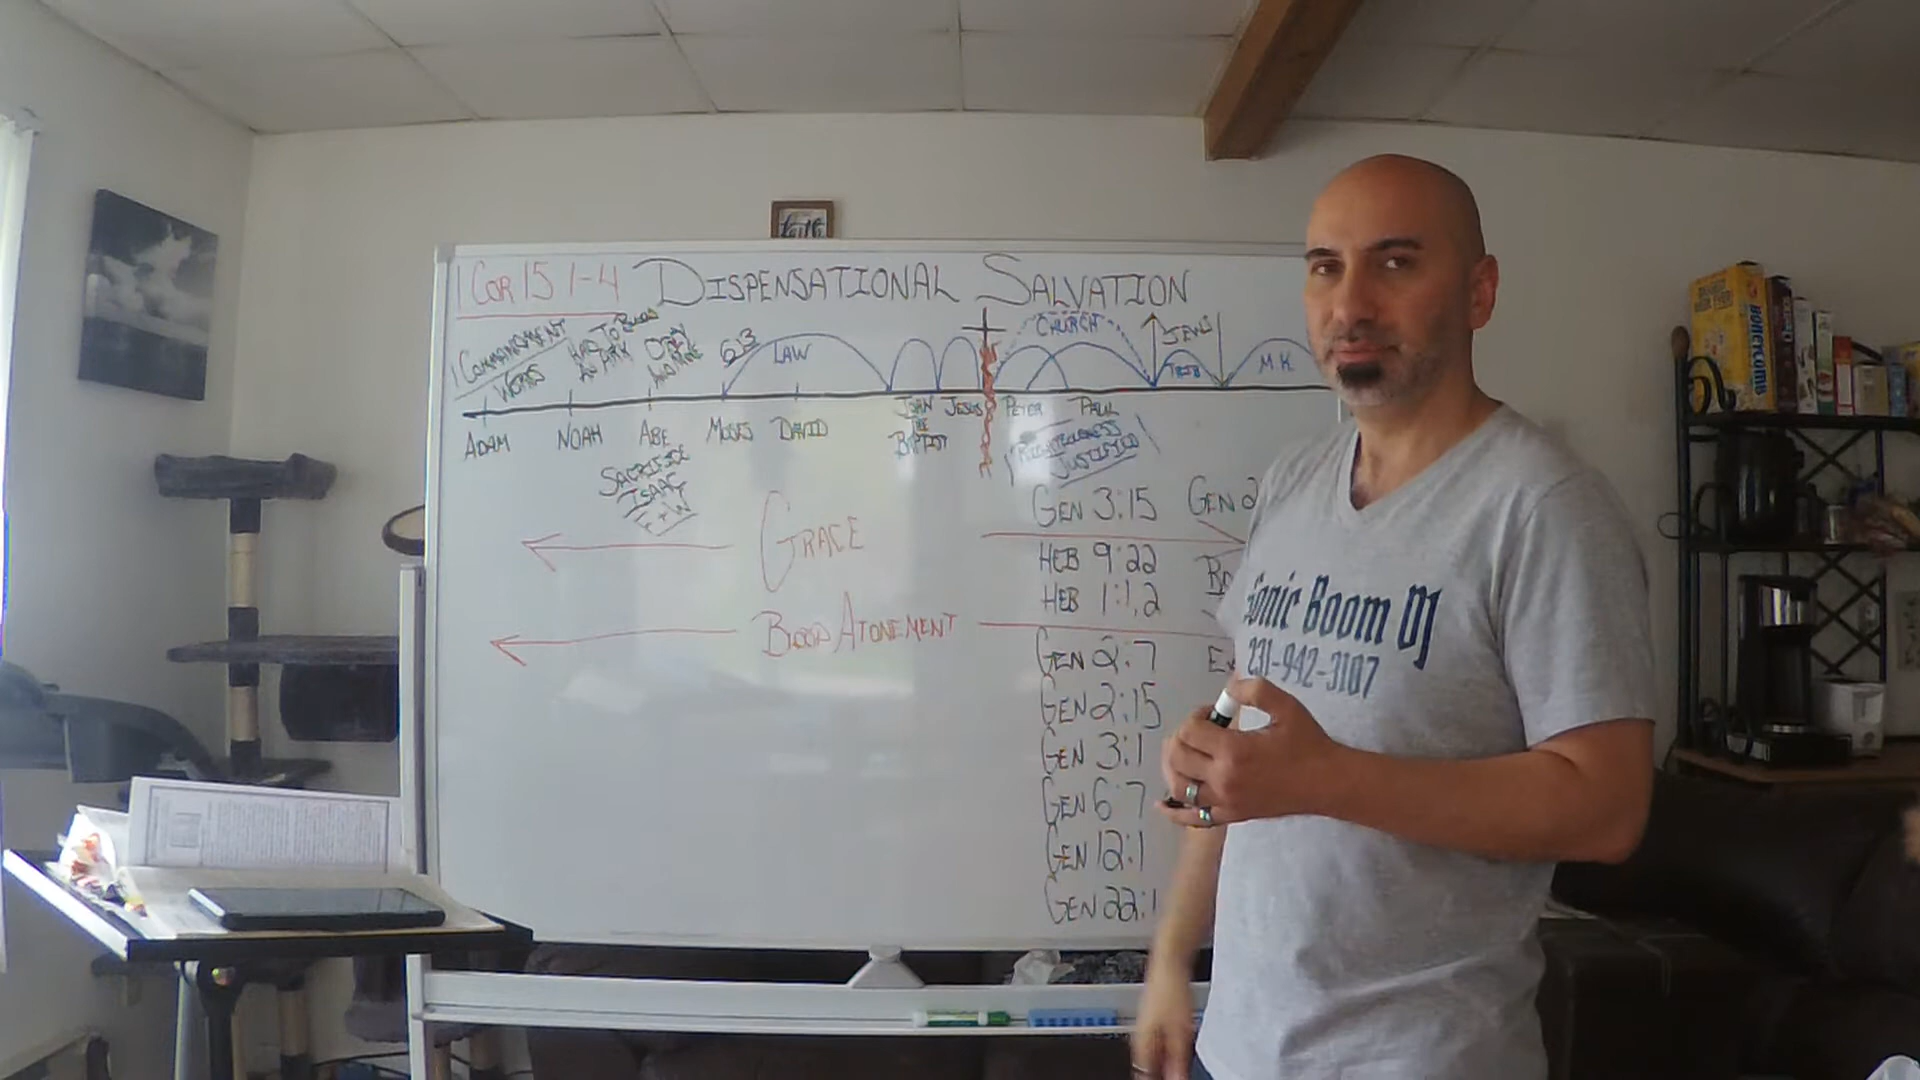 1 COR 15 1-4
DISPENSATIONAL SALVATION
1 COMMANDMENT
WORKS
HAD TO
AN ARK
BUILD
OBEY
613
LAW
CHURCH
JEWS
TRIB
M.K
ADAM
NOAH
ABE
MOSES
DAVID
JOHN
THE
BAPTIST
JESUS
PETER
PAUL
SACRIFICE
ISAAC
F+W
RIGHTEOUSNESS
JUSTIFIED
GEN 3:15
GEN 2
GRACE
HEB 9:22
HEB 1:1,2
BLOOD ATONEMENT
GEN 2:7
GEN 2:15
GEN 3:1
GEN 6:7
GEN 12:1
GEN 22:1
faith
Sonic Boom DJ
231-942-3107
HONEYCOMB